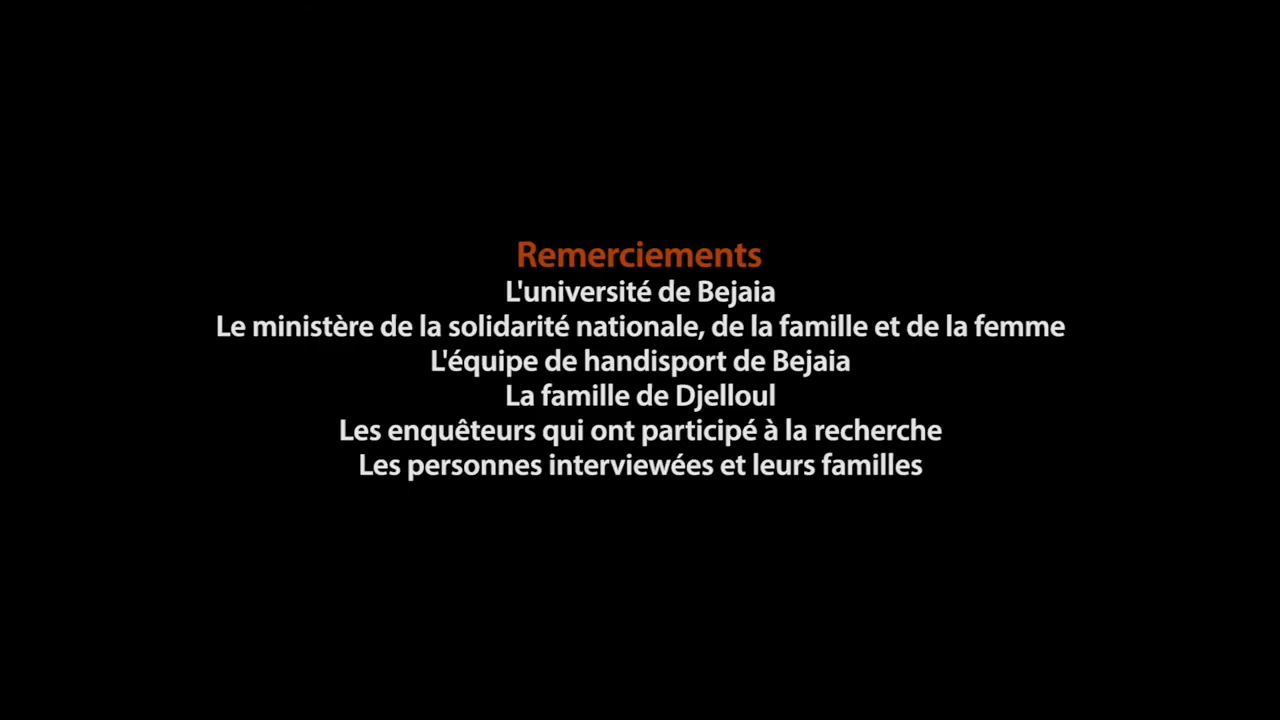 Remerciements
L'université de Bejaia
Le ministère de la solidarité nationale, de la famille et de la femme
L'équipe de handisport de Bejaia
La famille de Djelloul
Les enquêteurs qui ont participé à la recherche
Les personnes interviewées et leurs familles